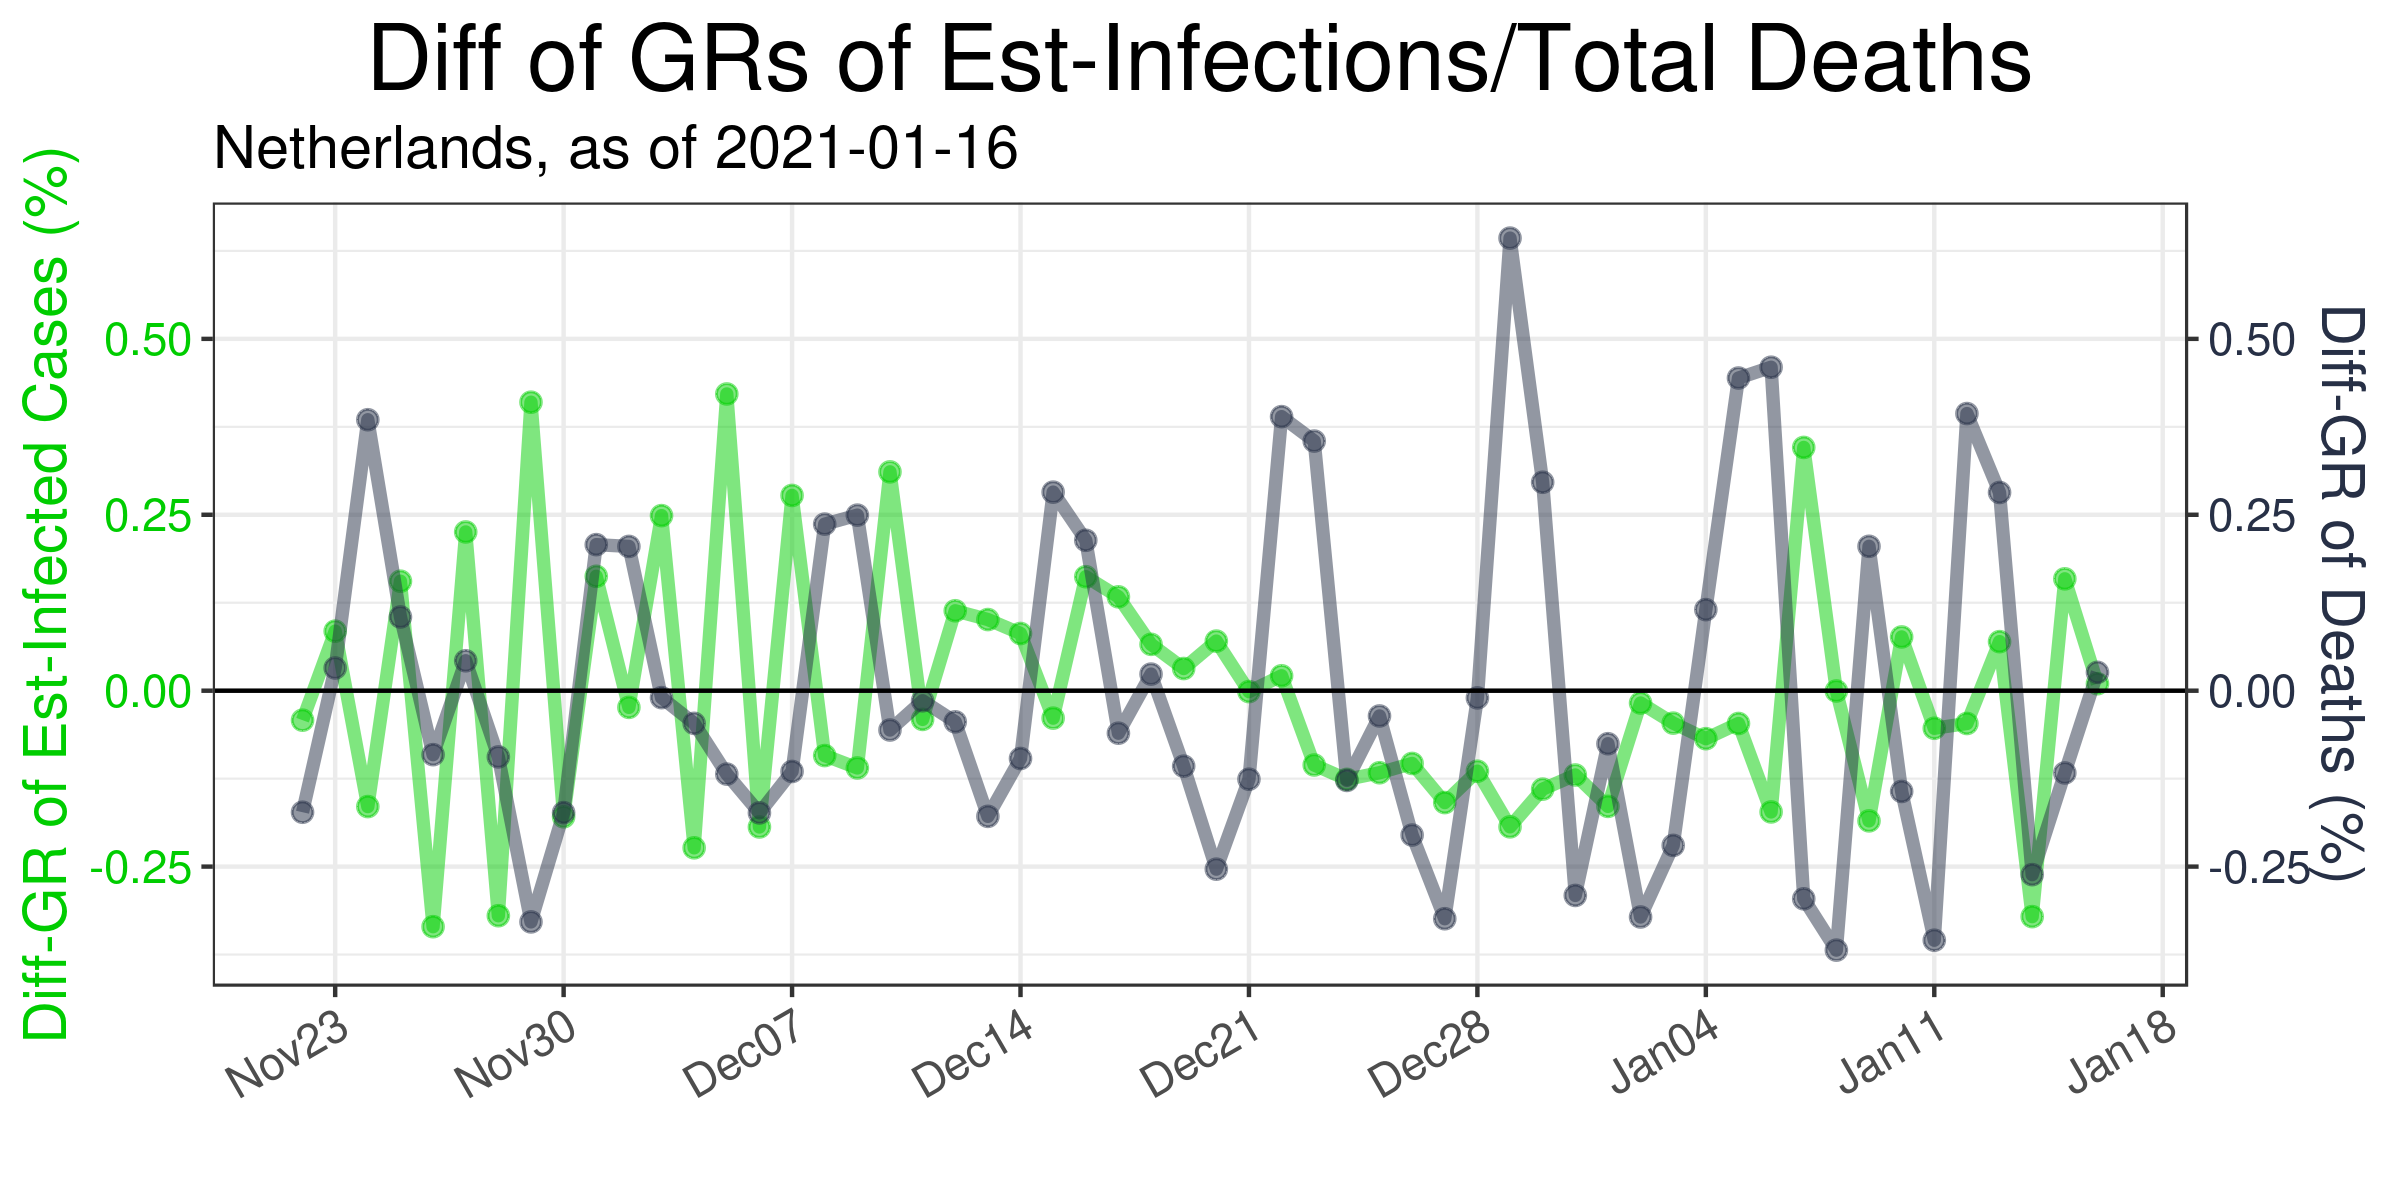 Diff of GRs of Est-Infections/Total Deaths
Netherlands, as of 2021-01-16
Diff-GR of Est-Infected Cases (%)
0.50
0.25
0.00
-0.25
0.50
0.25
0.00
-0.25
Diff-GR of Deaths (%)
Nov23
Nov30
Dec07
Dec14
Dec21
Dec28
Jan04
Jan11
Jan18